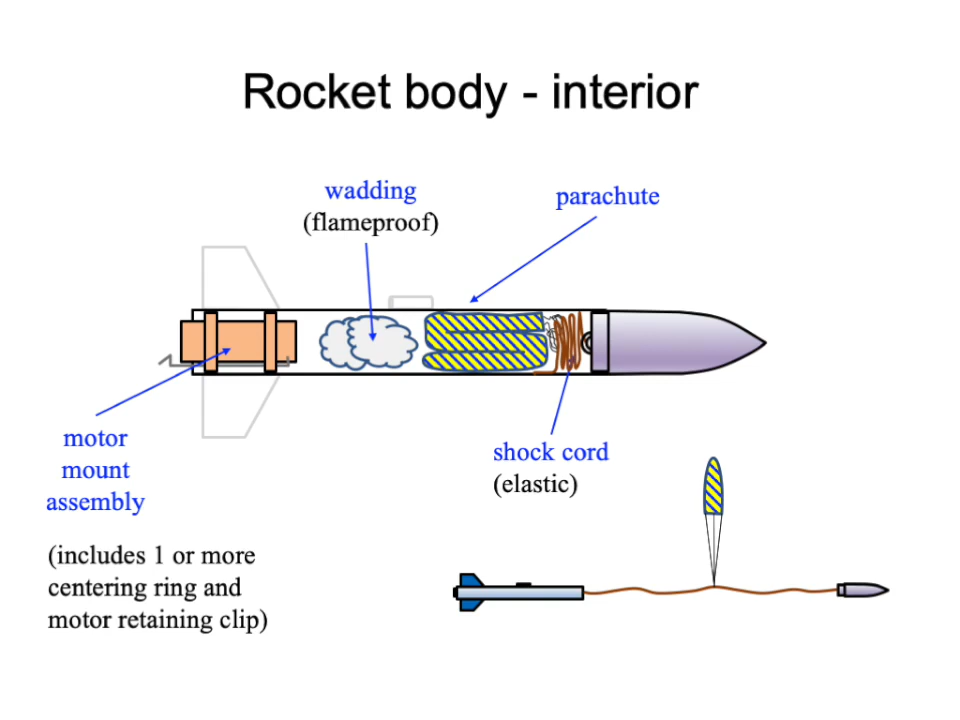 Rocket body - interior
wadding
(flameproof)
parachute
motor
mount
assembly
shock cord
(elastic)
(includes 1 or more
centering ring and
motor retaining clip)